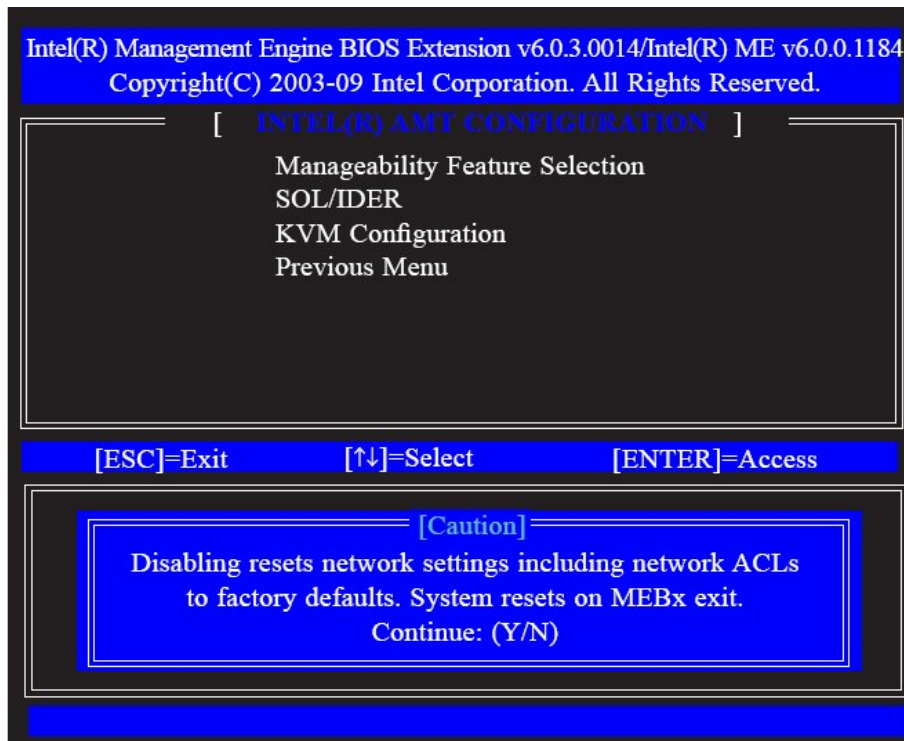 Intel(R) Management Engine BIOS Extension v6.0.3.0014/Intel(R) ME v6.0.0.1184
Copyright(C) 2003-09 Intel Corporation. All Rights Reserved.
[ INTEL(R) AMT CONFIGURATION ]
Manageability Feature Selection
SOL/IDER
KVM Configuration
Previous Menu
[ESC]=Exit [↑↓]=Select [ENTER]=Access
[Caution]
Disabling resets network settings including network ACLs
to factory defaults. System resets on MEBx exit.
Continue: (Y/N)